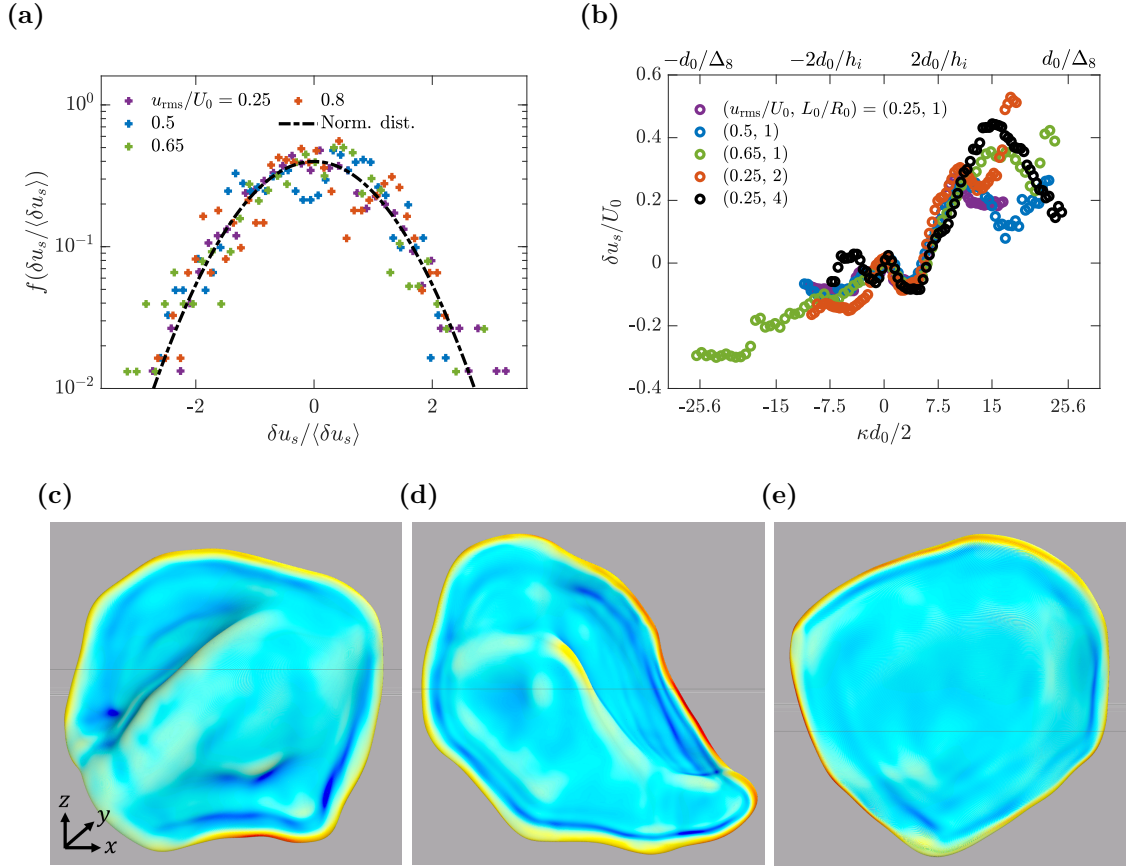 (a)
10⁰
10⁻¹
10⁻²
f(δu_s/⟨δu_s⟩)
u_rms/U_0 = 0.25
0.5
0.65
0.8
Norm. dist.
-2
0
2
δu_s/⟨δu_s⟩
(b)
−d_0/Δ_8
−2d_0/h_i
2d_0/h_i
d_0/Δ_8
0.6
0.4
0.2
0
-0.2
-0.4
δu_s/U_0
(u_rms/U_0, L_0/R_0) = (0.25, 1)
(0.5, 1)
(0.65, 1)
(0.25, 2)
(0.25, 4)
-25.6
-15
-7.5
0
7.5
15
25.6
κd_0/2
(c)
(d)
(e)
z
y
x